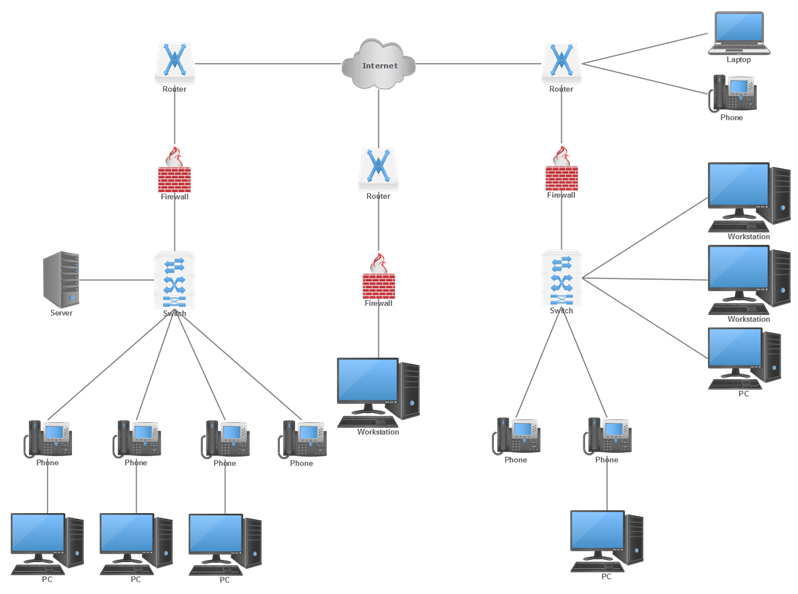 Internet
Laptop
Router
Router
Phone
Router
Firewall
Firewall
Workstation
Firewall
Server
Switch
Switch
Workstation
PC
Workstation
Phone
Phone
Phone
Phone
Phone
Phone
PC
PC
PC
PC